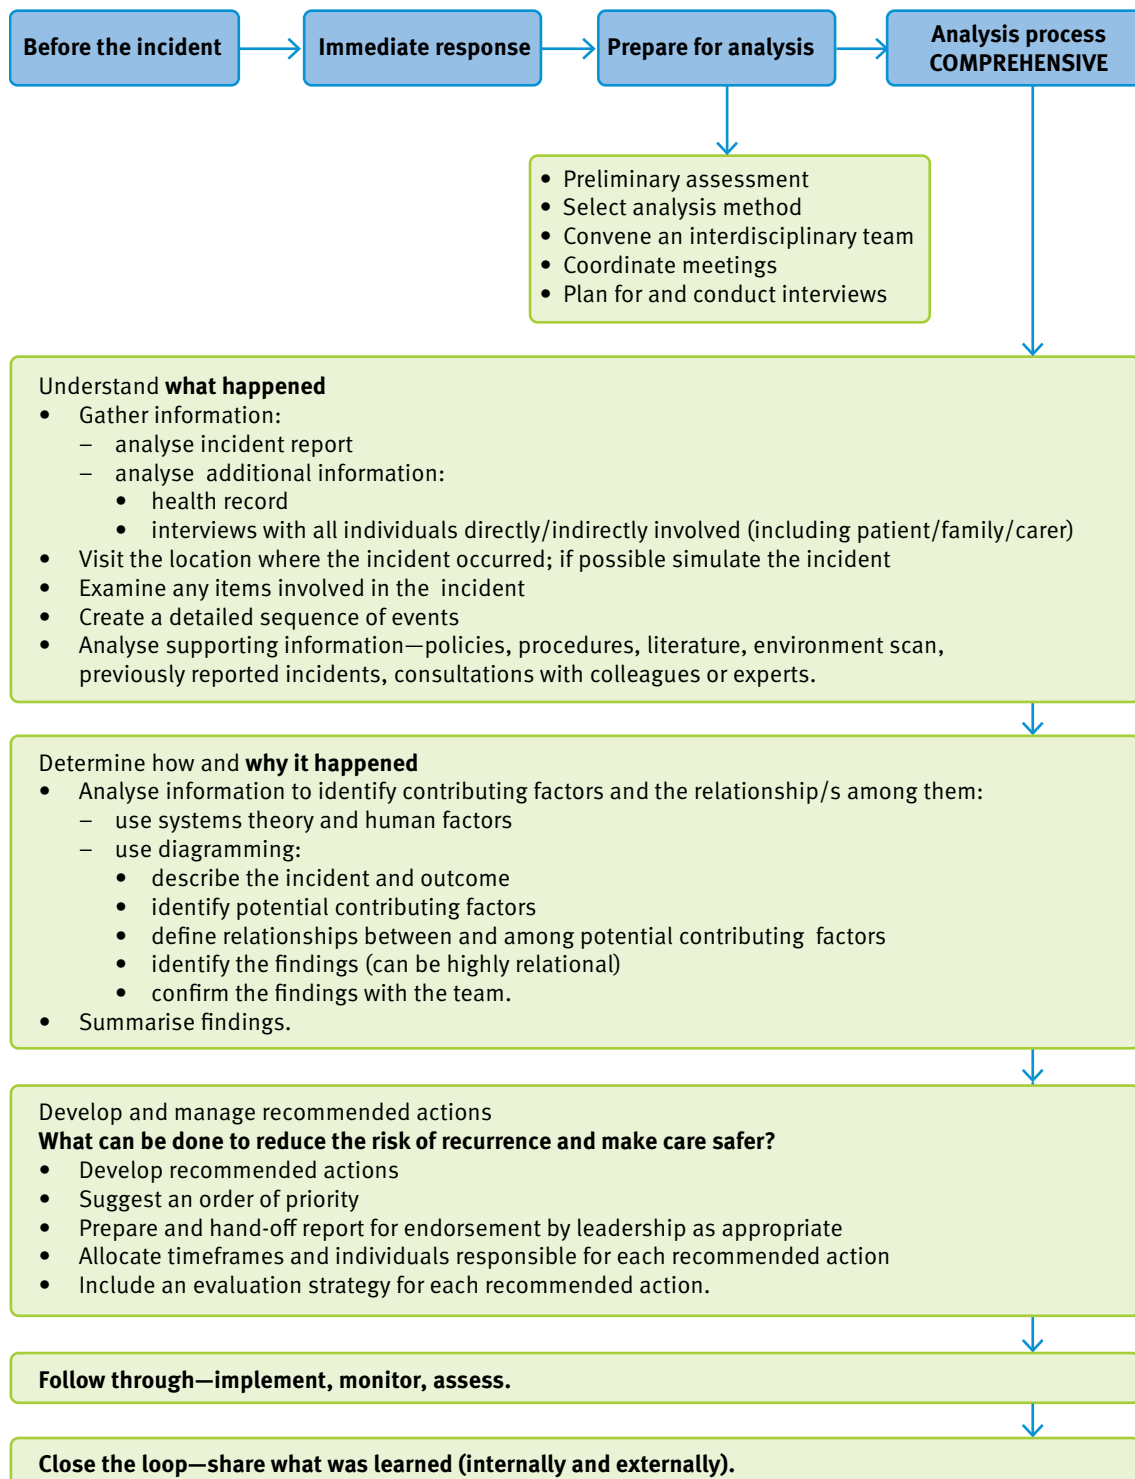 Before the incident
Immediate response
Prepare for analysis
Analysis process
COMPREHENSIVE
• Preliminary assessment
• Select analysis method
• Convene an interdisciplinary team
• Coordinate meetings
• Plan for and conduct interviews
Understand what happened
• Gather information:
– analyse incident report
– analyse additional information:
• health record
• interviews with all individuals directly/indirectly involved (including patient/family/carer)
• Visit the location where the incident occurred; if possible simulate the incident
• Examine any items involved in the incident
• Create a detailed sequence of events
• Analyse supporting information—policies, procedures, literature, environment scan,
previously reported incidents, consultations with colleagues or experts.
Determine how and why it happened
• Analyse information to identify contributing factors and the relationship/s among them:
– use systems theory and human factors
– use diagramming:
• describe the incident and outcome
• identify potential contributing factors
• define relationships between and among potential contributing factors
• identify the findings (can be highly relational)
• confirm the findings with the team.
• Summarise findings.
Develop and manage recommended actions
What can be done to reduce the risk of recurrence and make care safer?
• Develop recommended actions
• Suggest an order of priority
• Prepare and hand-off report for endorsement by leadership as appropriate
• Allocate timeframes and individuals responsible for each recommended action
• Include an evaluation strategy for each recommended action.
Follow through—implement, monitor, assess.
Close the loop—share what was learned (internally and externally).